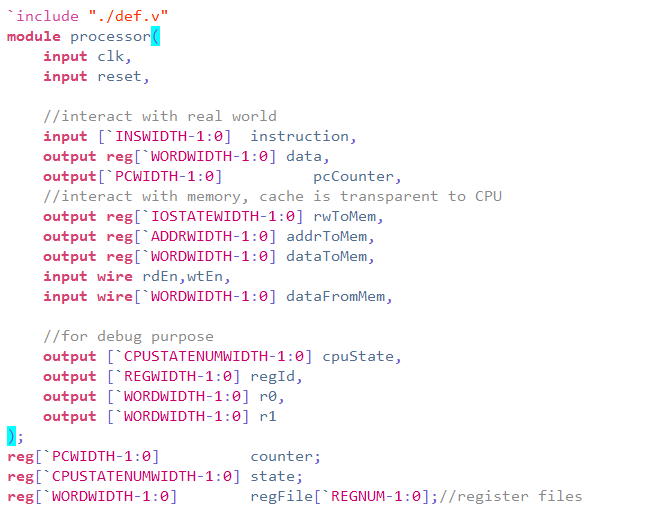 `include "./def.v"
module processor(
    input clk,
    input reset,

    //interact with real world
    input [`INSWIDTH-1:0]  instruction,
    output reg[`WORDWIDTH-1:0] data,
    output[`PCWIDTH-1:0]         pcCounter,
    //interact with memory, cache is transparent to CPU
    output reg[`IOSTATEWIDTH-1:0] rwToMem,
    output reg[`ADDRWIDTH-1:0] addrToMem,
    output reg[`WORDWIDTH-1:0] dataToMem,
    input wire rdEn,wtEn,
    input wire[`WORDWIDTH-1:0] dataFromMem,

    //for debug purpose
    output [`CPUSTATENUMWIDTH-1:0] cpuState,
    output [`REGWIDTH-1:0] regId,
    output [`WORDWIDTH-1:0] r0,
    output [`WORDWIDTH-1:0] r1
);
reg[`PCWIDTH-1:0]         counter;
reg[`CPUSTATENUMWIDTH-1:0] state;
reg[`WORDWIDTH-1:0]       regFile[`REGNUM-1:0];//register files